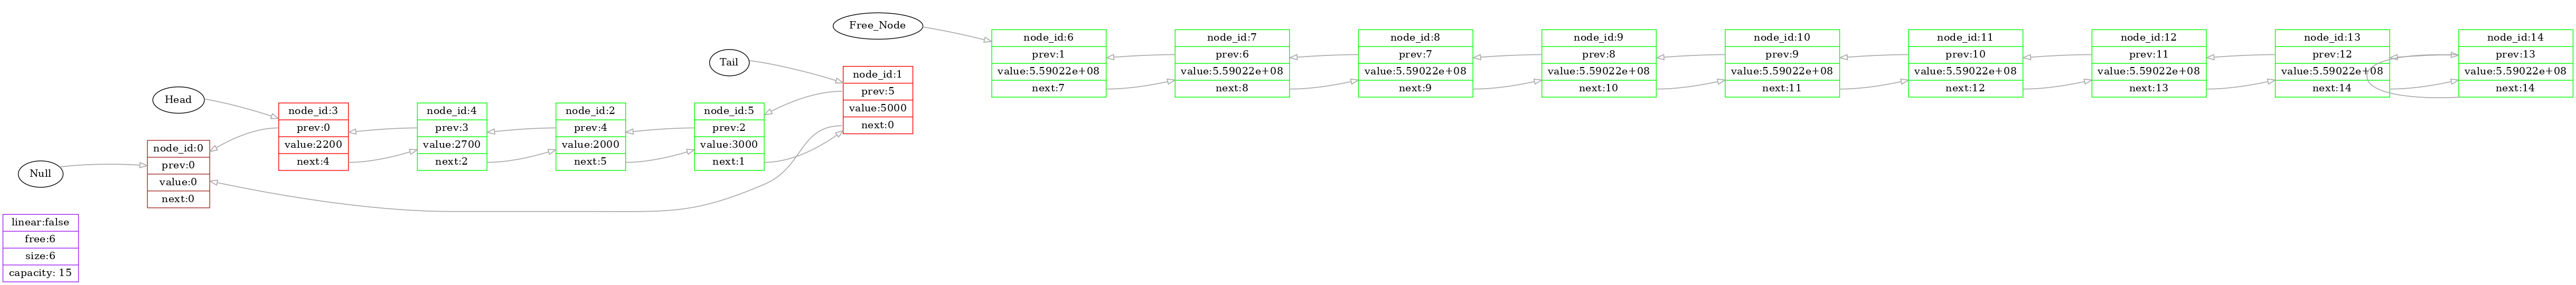 Free_Node
node_id:6
prev:1
value:5.59022e+08
next:7
node_id:7
prev:6
value:5.59022e+08
next:8
node_id:8
prev:7
value:5.59022e+08
next:9
node_id:9
prev:8
value:5.59022e+08
next:10
node_id:10
prev:9
value:5.59022e+08
next:11
node_id:11
prev:10
value:5.59022e+08
next:12
node_id:12
prev:11
value:5.59022e+08
next:13
node_id:13
prev:12
value:5.59022e+08
next:14
node_id:14
prev:13
value:5.59022e+08
next:14
Tail
node_id:1
prev:5
value:5000
next:0
Head
node_id:3
prev:0
value:2200
next:4
node_id:4
prev:3
value:2700
next:2
node_id:2
prev:4
value:2000
next:5
node_id:5
prev:2
value:3000
next:1
Null
node_id:0
prev:0
value:0
next:0
linear:false
free:6
size:6
capacity: 15